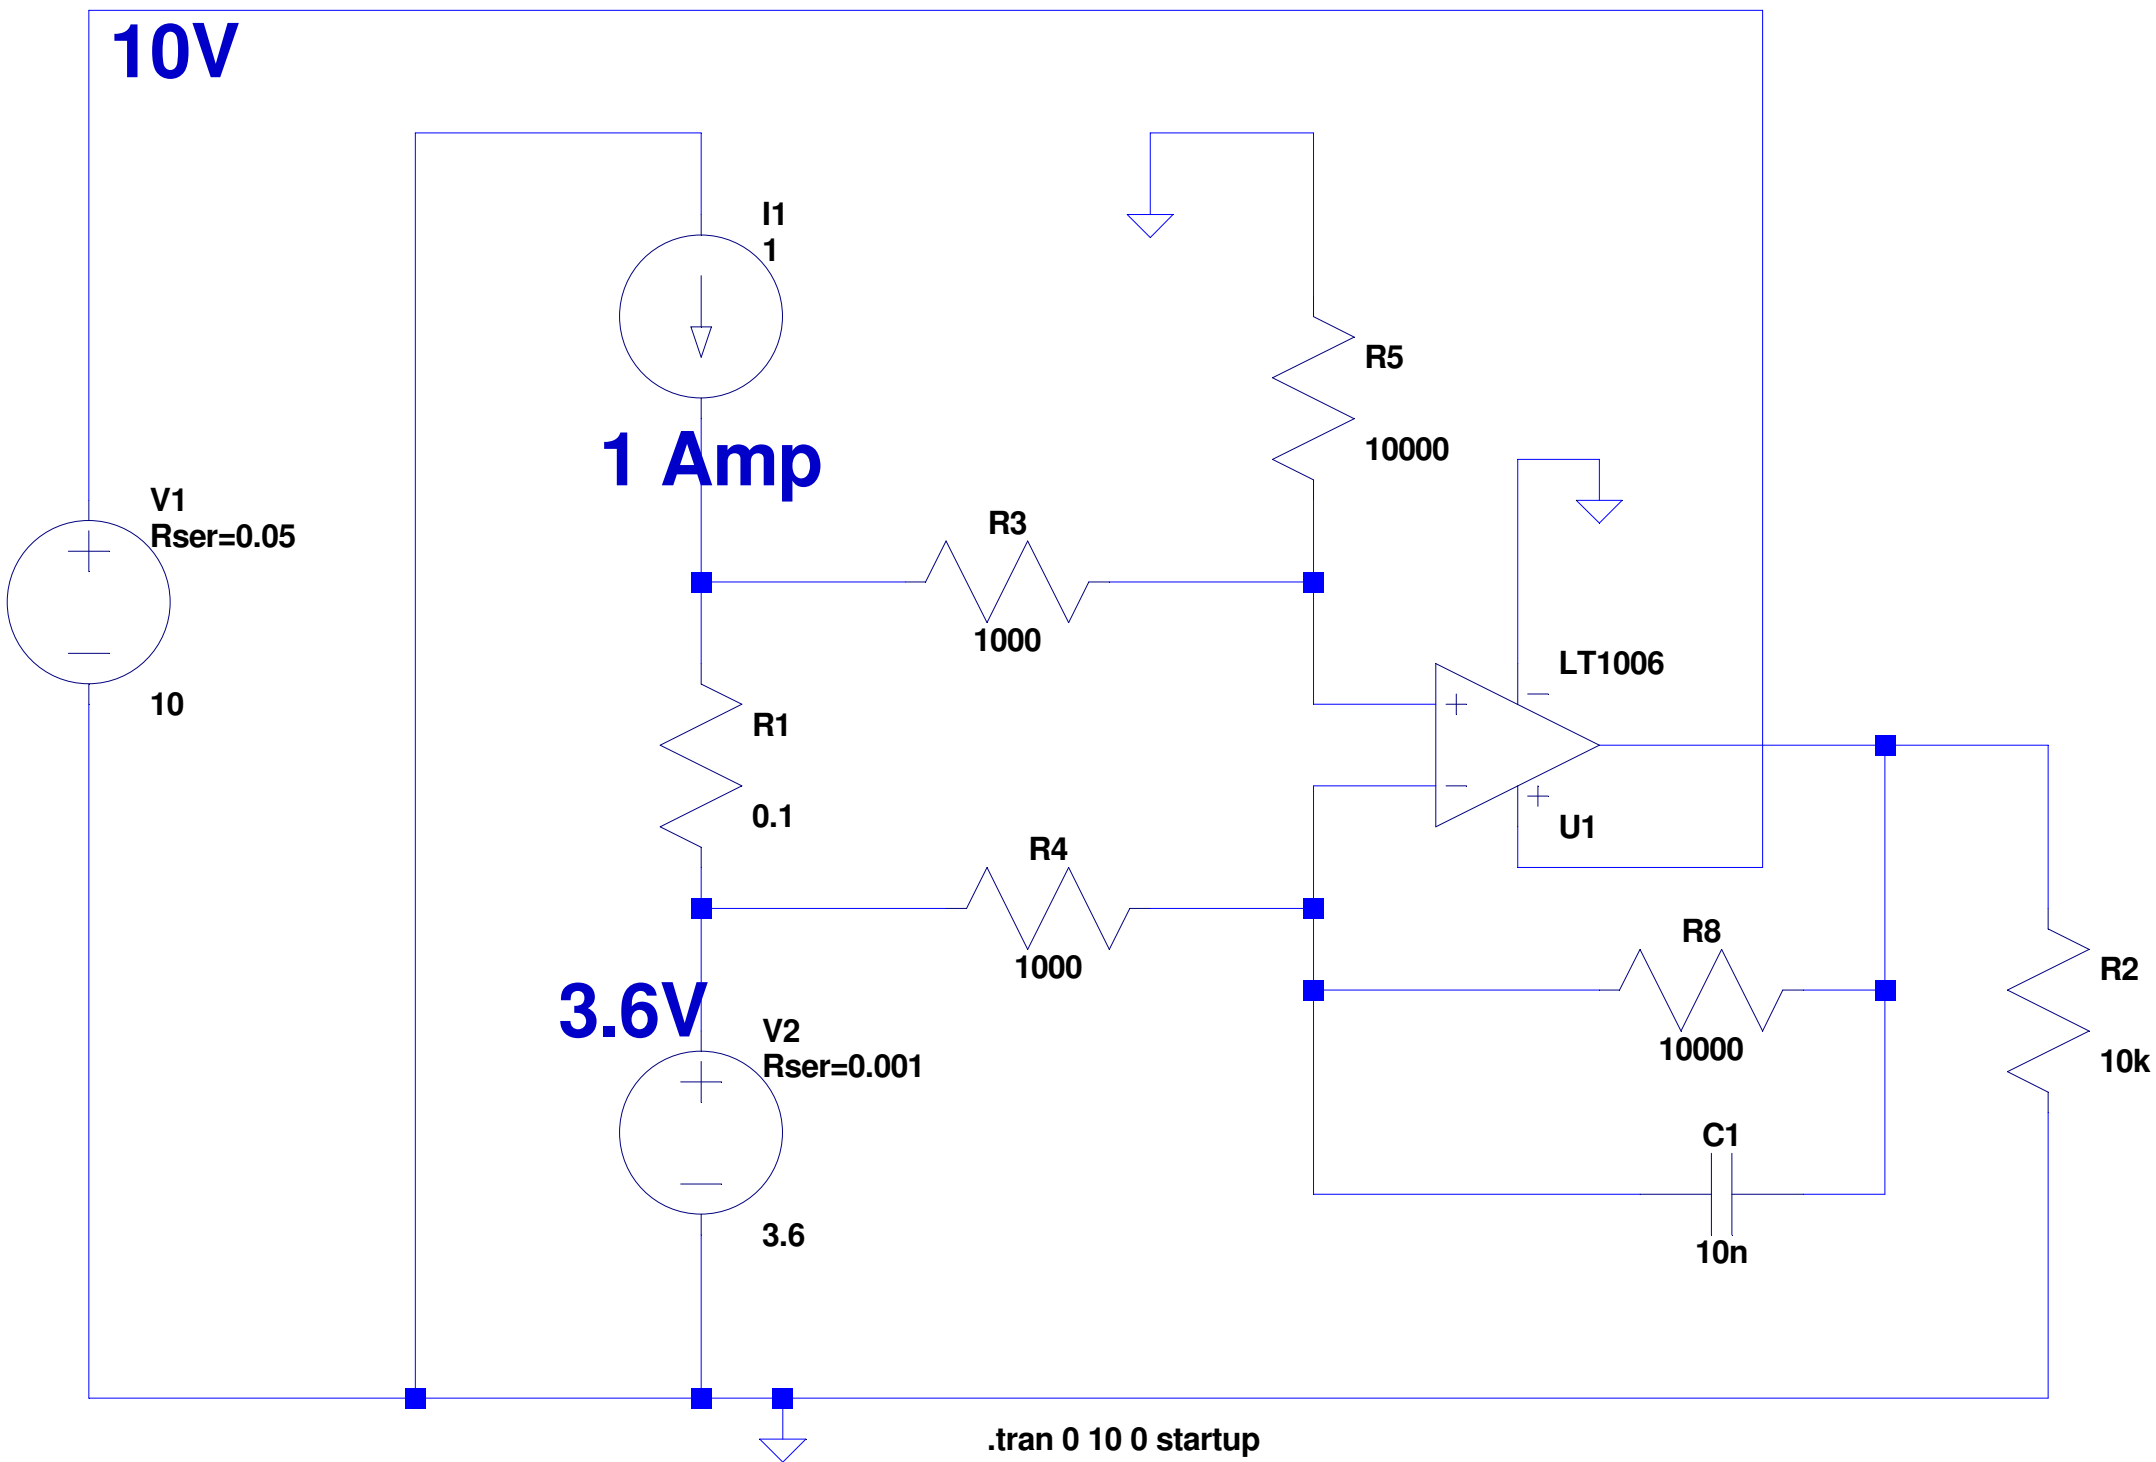 10V
I1
1
1 Amp
R5
10000
V1
Rser=0.05
10
R3
1000
LT1006
U1
R1
0.1
R4
1000
R8
10000
R2
10k
3.6V
V2
Rser=0.001
3.6
C1
10n
.tran 0 10 0 startup